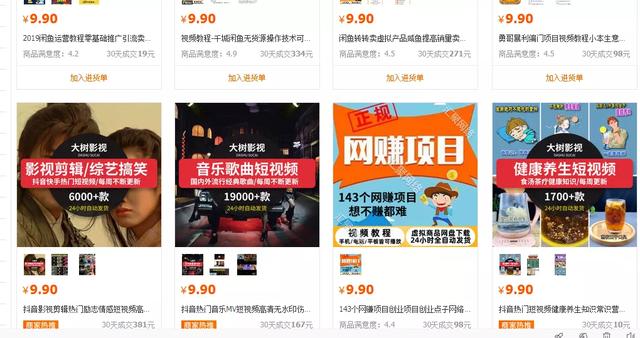 ¥9.90 ¥9.90 ¥9.90 ¥9.90
2019闲鱼运营教程零基础推广引流卖... 视频教程-干城闲鱼无货源操作技术可... 闲鱼转转卖虚拟产品咸鱼提高销量卖... 勇哥暴利偏门项目视频教程小本生意...
商品满意度：4.2 30天成交19元 商品满意度：4.9 30天成交334元 商品满意度：4.5 30天成交271元 商品满意度：4.5 30天成交98元
加入进货单 加入进货单 加入进货单 加入进货单
大树影视
DASHU SUCAI
影视剪辑/综艺搞笑
抖音快手热门短视频/每周不断更新
6000+款
24小时自动发货
大树影视
DASHU SUCAI
音乐歌曲短视频
国内外流行经典歌曲/每周不断更新
19000+款
24小时自动发货
正规
网赚项目
143个网赚项目
想不赚都难
视频教程
手机/电脑/平板皆可播放
虚拟商品网盘下载
24小时全自动发货
大树影视
DASHU SUCAI
健康养生短视频
食汤茶疗健康知识/每周不断更新
1700+款
24小时自动发货
¥9.90 ¥9.90 ¥9.90 ¥9.90
抖音影视剪辑热门励志情感短视频高... 抖音热门音乐MV短视频高清无水印伤... 143个网赚项目创业项目创业点子网络... 抖音热门短视频健康养生知识常识营...
商家热推 30天成交381元 商家热推 30天成交167元 商品满意度：4.4 30天成交98元 商家热推 30天成交10元